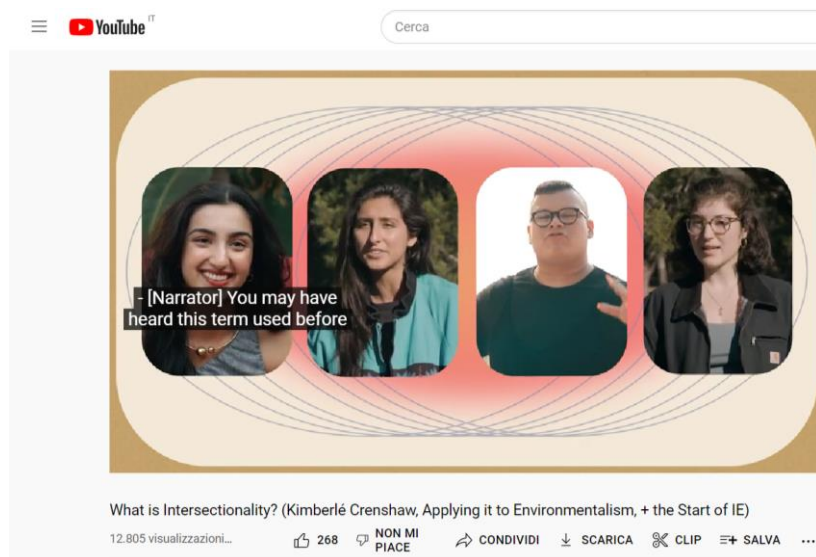 YouTube IT
Cerca
- [Narrator] You may have
heard this term used before
What is Intersectionality? (Kimberlé Crenshaw, Applying it to Environmentalism, + the Start of IE)
12.805 visualizzazioni... 268 NON MI PIACE CONDIVIDI SCARICA CLIP SALVA ...